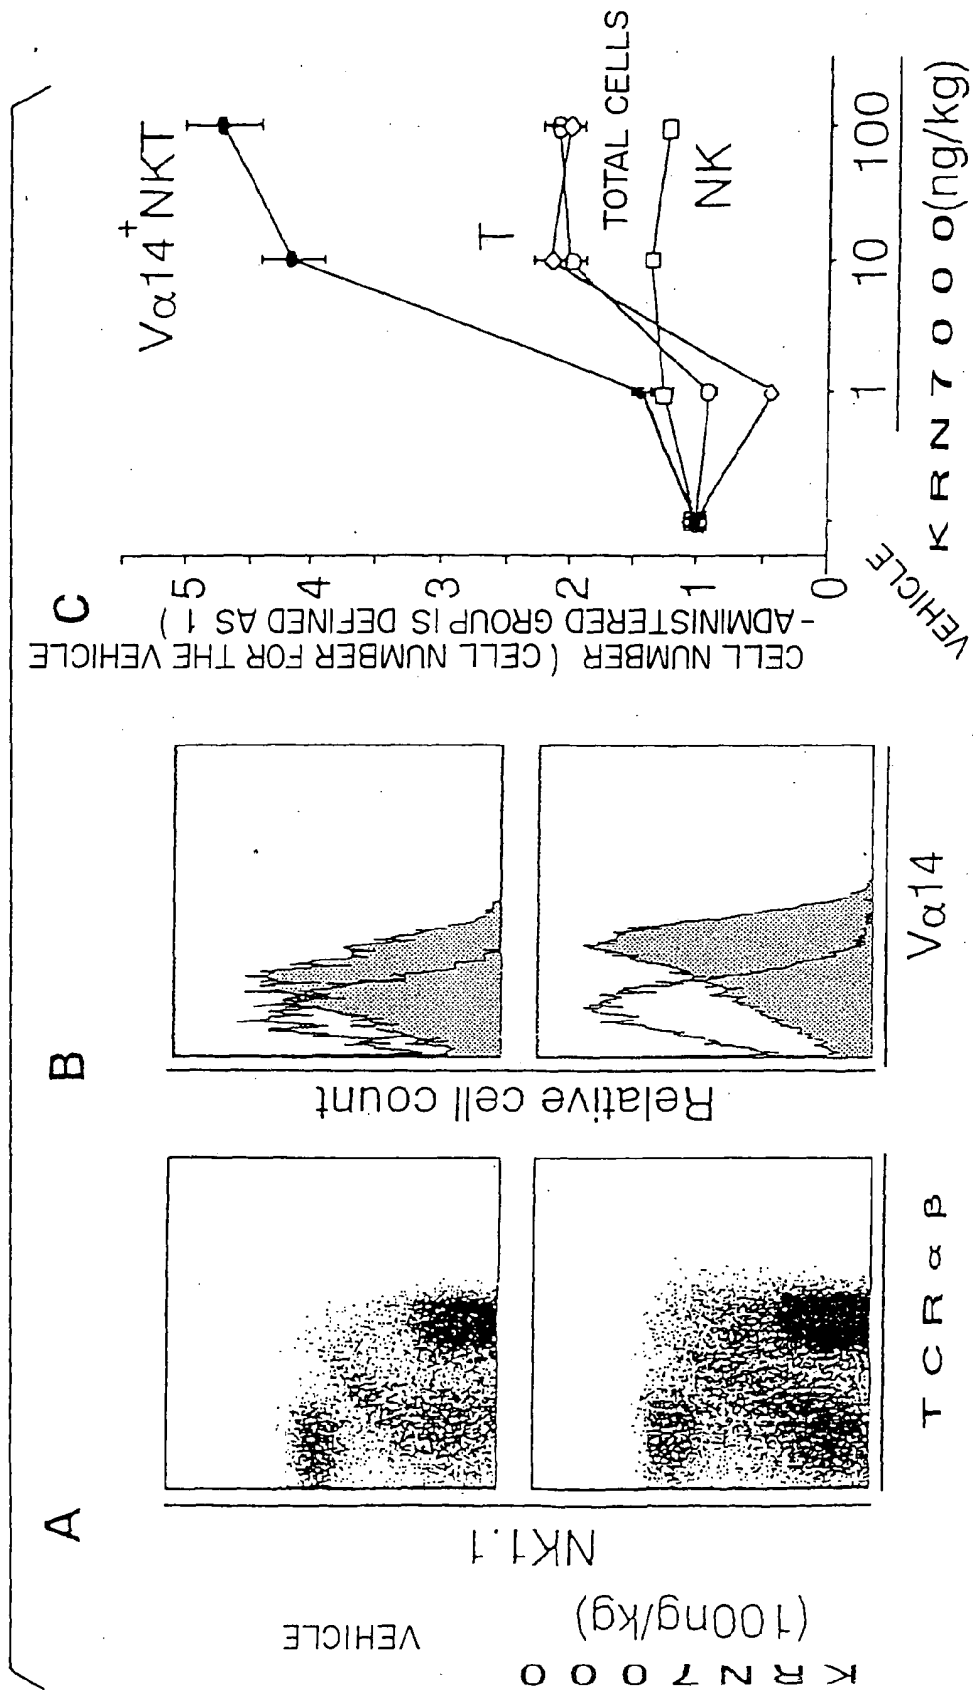 A
VEHICLE
KRN7000
(100ng/kg)
NK1.1
TCRαβ
B
Relative cell count
Vα14
C
CELL NUMBER (CELL NUMBER FOR THE VEHICLE
-ADMINISTERED GROUP IS DEFINED AS 1)
5
4
3
2
1
0
Vα14+NKT
T
TOTAL CELLS
NK
VEHICLE
1
10
100
KRN7000(ng/kg)